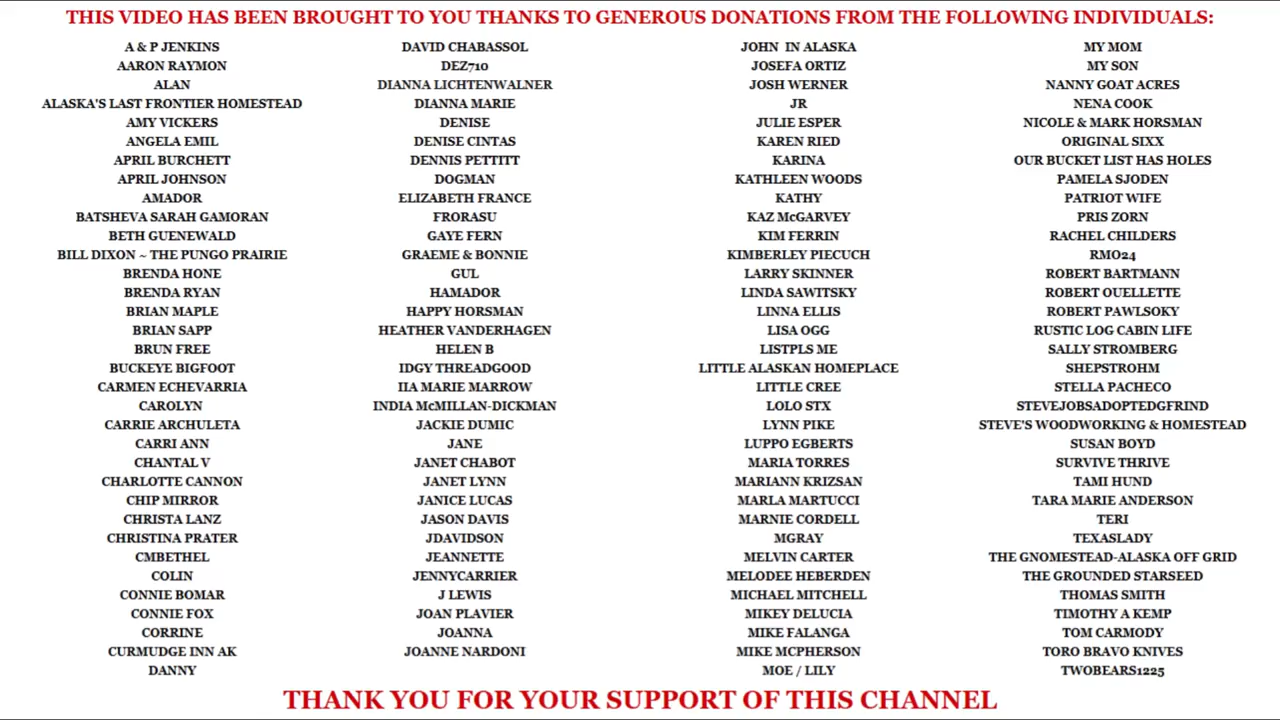 THIS VIDEO HAS BEEN BROUGHT TO YOU THANKS TO GENEROUS DONATIONS FROM THE FOLLOWING INDIVIDUALS:
A & P JENKINS
AARON RAYMON
ALAN
ALASKA'S LAST FRONTIER HOMESTEAD
AMY VICKERS
ANGELA EMIL
APRIL BURCHETT
APRIL JOHNSON
AMADOR
BATSHEVA SARAH GAMORAN
BETH GUENEWALD
BILL DIXON ~ THE PUNGO PRAIRIE
BRENDA HONE
BRENDA RYAN
BRIAN MAPLE
BRIAN SAPP
BRUN FREE
BUCKEYE BIGFOOT
CARMEN ECHEVARRIA
CAROLYN
CARRIE ARCHULETA
CARRI ANN
CHANTAL V
CHARLOTTE CANNON
CHIP MIRROR
CHRISTA LANZ
CHRISTINA PRATER
CMBETHEL
COLIN
CONNIE BOMAR
CONNIE FOX
CORRINE
CURMUDGE INN AK
DANNY
DAVID CHABASSOL
DEZ710
DIANNA LICHTENWALNER
DIANNA MARIE
DENISE
DENISE CINTAS
DENNIS PETTITT
DOGMAN
ELIZABETH FRANCE
FRORASU
GAYE FERN
GRAEME & BONNIE
GUL
HAMADOR
HAPPY HORSMAN
HEATHER VANDERHAGEN
HELEN B
IDGY THREADGOOD
IIA MARIE MARROW
INDIA McMILLAN-DICKMAN
JACKIE DUMIC
JANE
JANET CHABOT
JANET LYNN
JANICE LUCAS
JASON DAVIS
JDAVIDSON
JEANNETTE
JENNYCARRIER
J LEWIS
JOAN PLAVIER
JOANNA
JOANNE NARDONI
JOHN IN ALASKA
JOSEFA ORTIZ
JOSH WERNER
JR
JULIE ESPER
KAREN RIED
KARINA
KATHLEEN WOODS
KATHY
KAZ McGARVEY
KIM FERRIN
KIMBERLEY PIECUCH
LARRY SKINNER
LINDA SAWITSKY
LINNA ELLIS
LISA OGG
LISTPLS ME
LITTLE ALASKAN HOMEPLACE
LITTLE CREE
LOLO STX
LYNN PIKE
LUPPO EGBERTS
MARIA TORRES
MARIANN KRIZSAN
MARLA MARTUCCI
MARNIE CORDELL
MGRAY
MELVIN CARTER
MELODEE HEBERDEN
MICHAEL MITCHELL
MIKEY DELUCIA
MIKE FALANGA
MIKE MCPHERSON
MOE / LILY
MY MOM
MY SON
NANNY GOAT ACRES
NENA COOK
NICOLE & MARK HORSMAN
ORIGINAL SIXX
OUR BUCKET LIST HAS HOLES
PAMELA SJODEN
PATRIOT WIFE
PRIS ZORN
RACHEL CHILDERS
RMO24
ROBERT BARTMANN
ROBERT OUELLETTE
ROBERT PAWLSOKY
RUSTIC LOG CABIN LIFE
SALLY STROMBERG
SHEPSTROHM
STELLA PACHECO
STEVEJOBSADOPTEDGFRIND
STEVE'S WOODWORKING & HOMESTEAD
SUSAN BOYD
SURVIVE THRIVE
TAMI HUND
TARA MARIE ANDERSON
TERI
TEXASLADY
THE GNOMESTEAD-ALASKA OFF GRID
THE GROUNDED STARSEED
THOMAS SMITH
TIMOTHY A KEMP
TOM CARMODY
TORO BRAVO KNIVES
TWOBEARS1225
THANK YOU FOR YOUR SUPPORT OF THIS CHANNEL